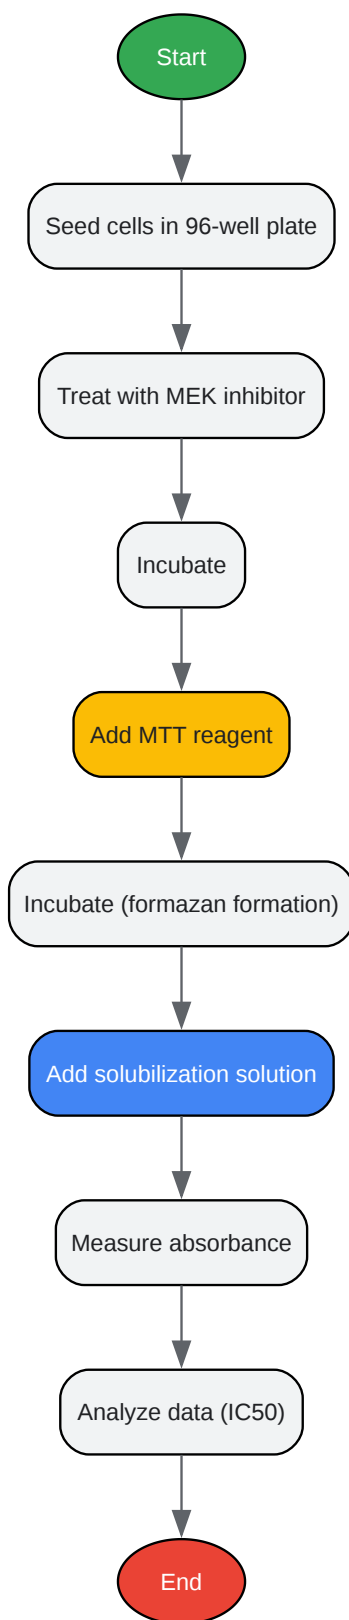 Start
Seed cells in 96-well plate
Treat with MEK inhibitor
Incubate
Add MTT reagent
Incubate (formazan formation)
Add solubilization solution
Measure absorbance
Analyze data (IC50)
End